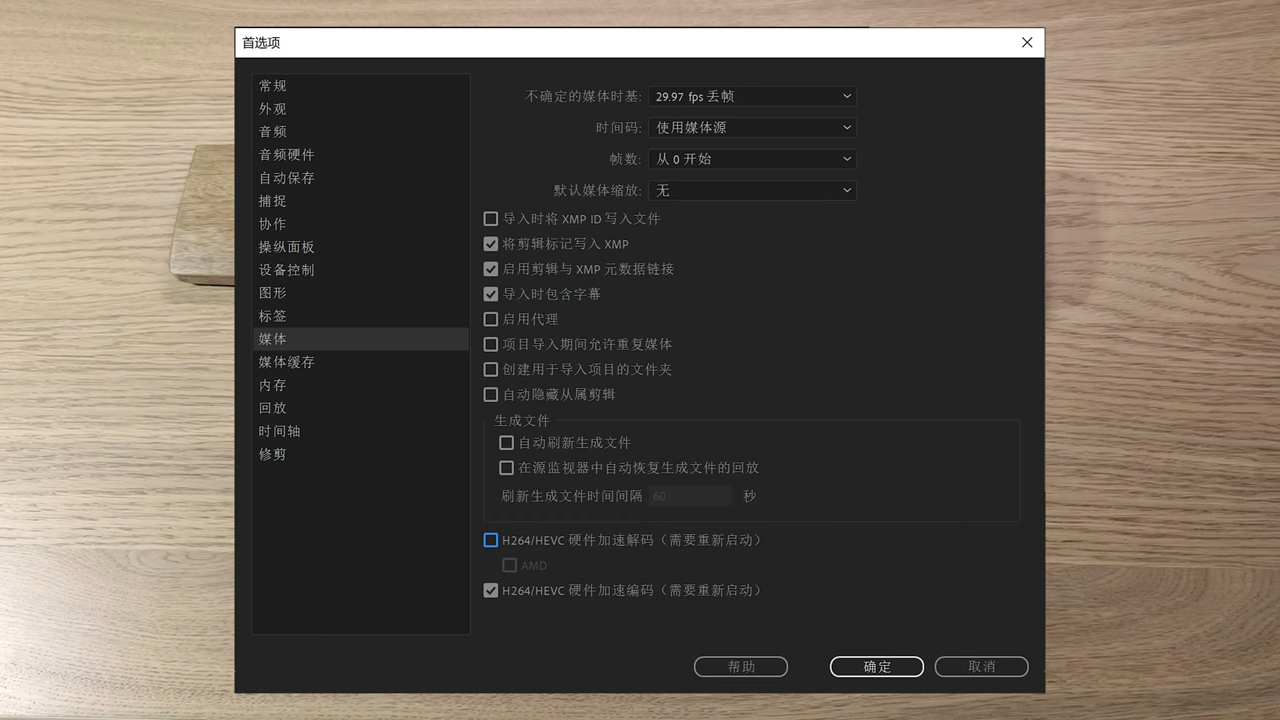 首选项
常规
外观
音频
音频硬件
自动保存
捕捉
协作
操纵面板
设备控制
图形
标签
媒体
媒体缓存
内存
回放
时间轴
修剪
不确定的媒体时基: 29.97 fps 丢帧
时间码: 使用媒体源
帧数: 从 0 开始
默认媒体缩放: 无
导入时将 XMP ID 写入文件
将剪辑标记写入 XMP
启用剪辑与 XMP 元数据链接
导入时包含字幕
启用代理
项目导入期间允许重复媒体
创建用于导入项目的文件夹
自动隐藏从属剪辑
生成文件
自动刷新生成文件
在源监视器中自动恢复生成文件的回放
刷新生成文件时间间隔 60 秒
H264/HEVC 硬件加速解码（需要重新启动）
AMD
H264/HEVC 硬件加速编码（需要重新启动）
帮助 确定 取消